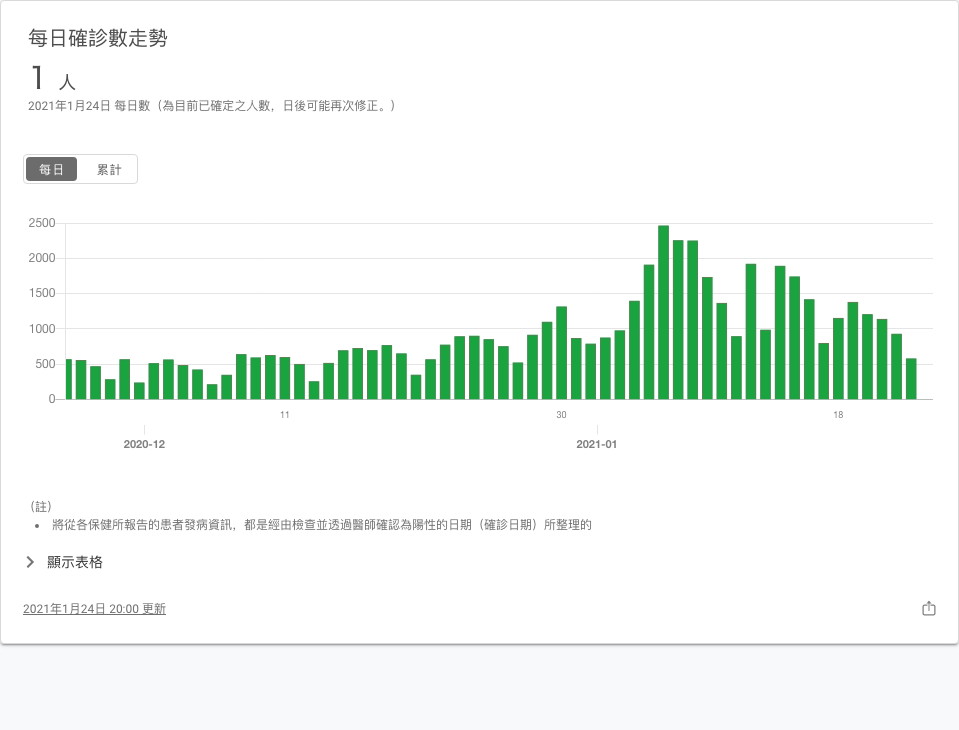 每日確診數走勢
1 人
2021年1月24日 每日數（為目前已確定之人數，日後可能再次修正。）
每日 累計
2500
2000
1500
1000
500
0
11 30 18
2020-12 2021-01
（註）
• 將從各保健所報告的患者發病資訊，都是經由檢查並透過醫師確認為陽性的日期（確診日期）所整理的
顯示表格
2021年1月24日 20:00 更新